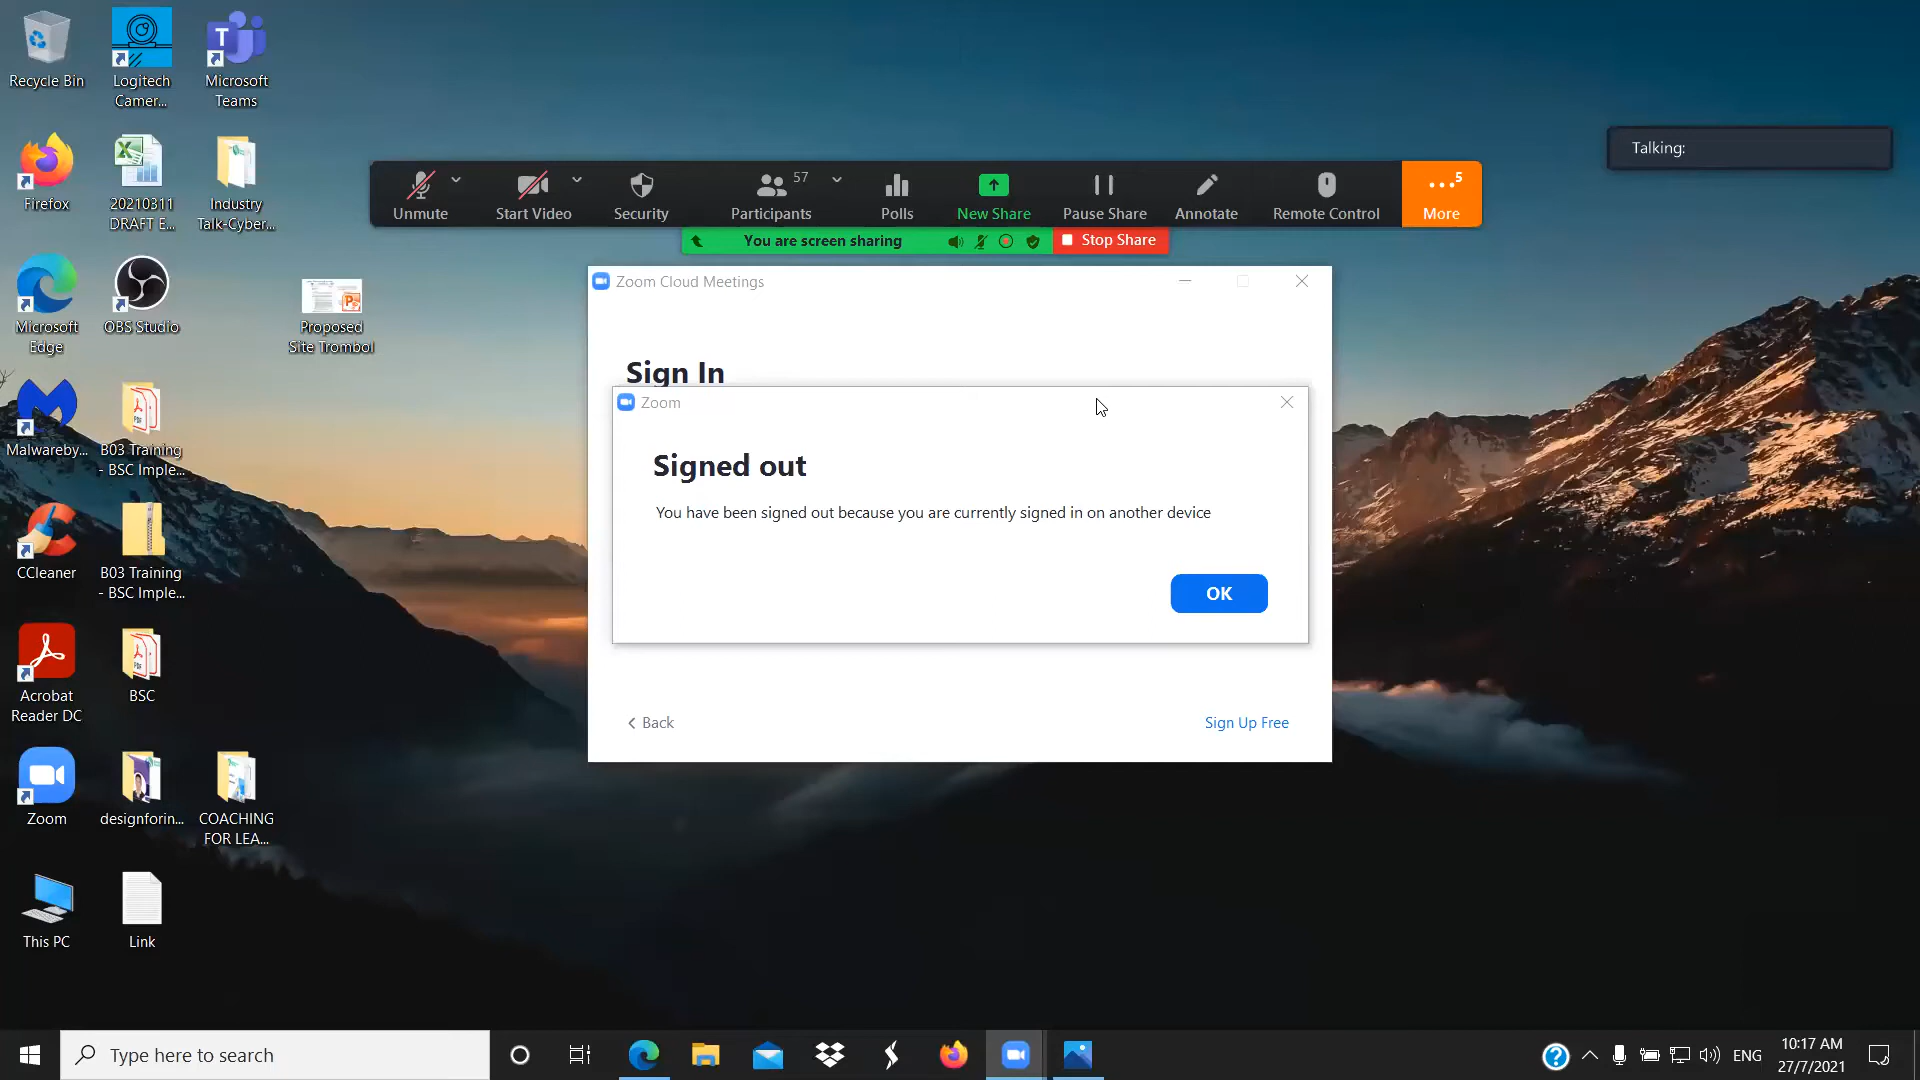 Recycle Bin
Logitech
Camer...
Microsoft
Teams
Firefox
20210311
DRAFT E...
Industry
Talk-Cyber...
Microsoft
Edge
OBS Studio
Proposed
Site Trombol
Malwareby...
B03 Training
- BSC Imple...
CCleaner
B03 Training
- BSC Imple...
Acrobat
Reader DC
BSC
Zoom
designforin...
COACHING
FOR LEA...
This PC
Link
Unmute
Start Video
Security
57
Participants
Polls
New Share
Pause Share
Annotate
Remote Control
5
More
You are screen sharing
Stop Share
Talking:
Zoom Cloud Meetings
Sign In
Zoom
Signed out
You have been signed out because you are currently signed in on another device
OK
Back
Sign Up Free
Type here to search
ENG
10:17 AM
27/7/2021